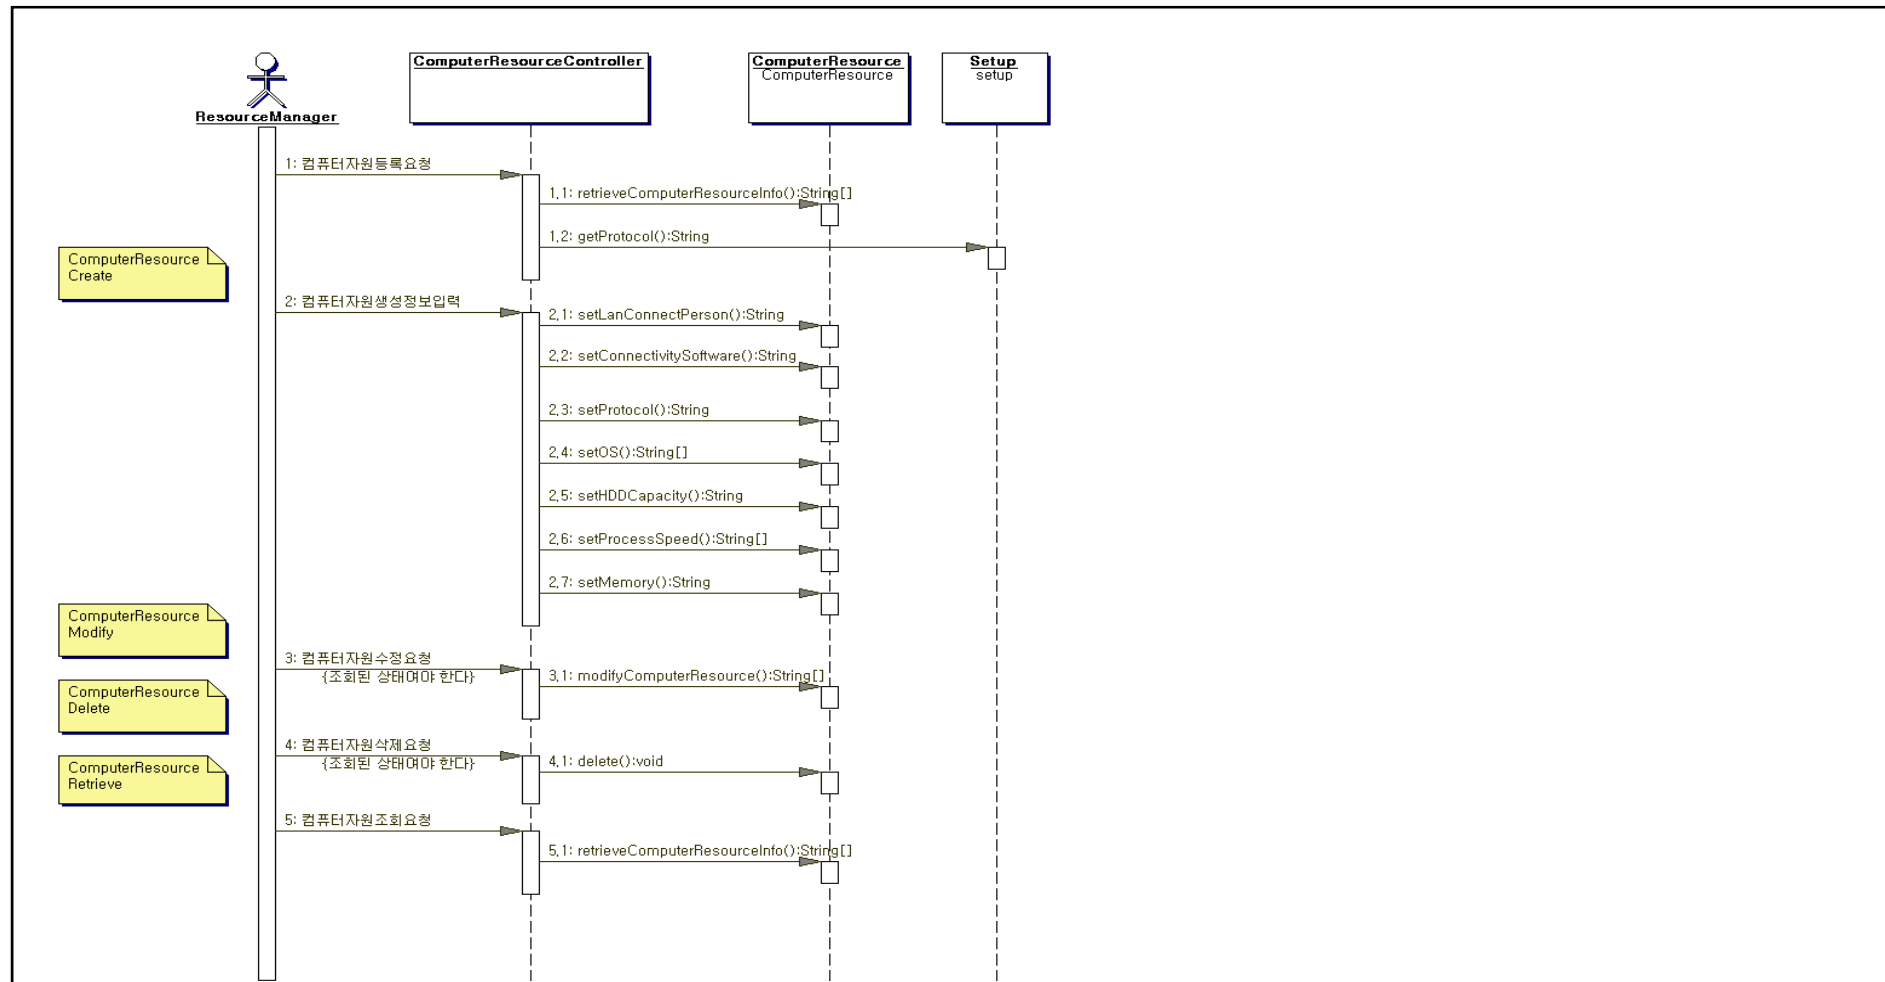 ComputerResourceController
ComputerResource
ComputerResource
Setup
setup
ResourceManager
1: 컴퓨터자원등록요청
1.1: retrieveComputerResourceInfo():String[]
1.2: getProtocol():String
ComputerResource
Create
2: 컴퓨터자원생성정보입력
2.1: setLanConnectPerson():String
2.2: setConnectivitySoftware():String
2.3: setProtocol():String
2.4: setOS():String[]
2.5: setHDDCapacity():String
2.6: setProcessSpeed():String[]
2.7: setMemory():String
ComputerResource
Modify
3: 컴퓨터자원수정요청
{조회된 상태여야 한다}
3.1: modifyComputerResource():String[]
ComputerResource
Delete
4: 컴퓨터자원삭제요청
{조회된 상태여야 한다}
4.1: delete():void
ComputerResource
Retrieve
5: 컴퓨터자원조회요청
5.1: retrieveComputerResourceInfo():String[]